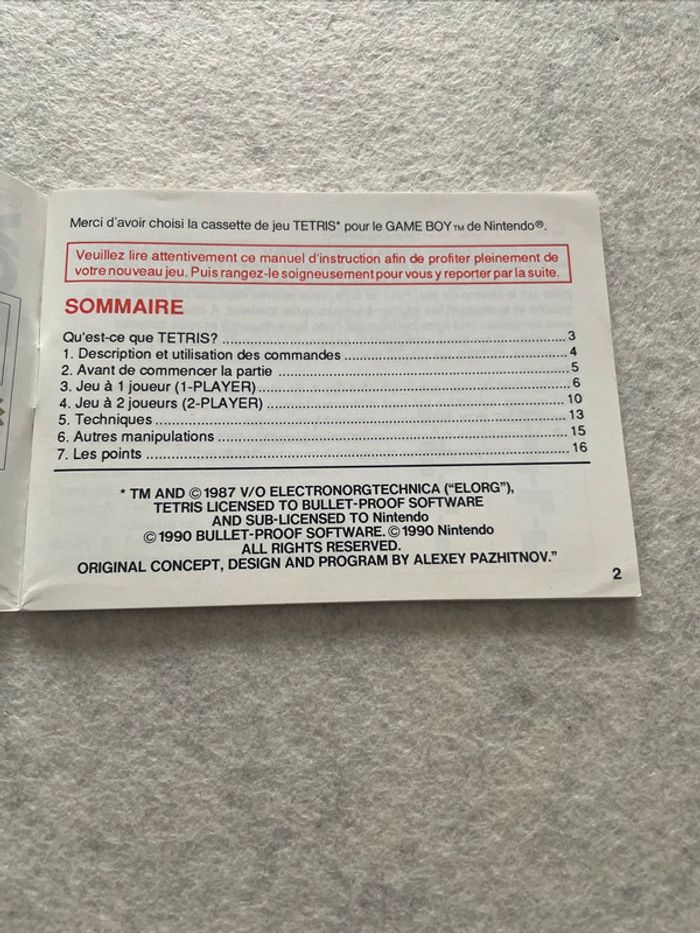 Merci d'avoir choisi la cassette de jeu TETRIS* pour le GAME BOY TM de Nintendo®.
Veuillez lire attentivement ce manuel d'instruction afin de profiter pleinement de
votre nouveau jeu. Puis rangez-le soigneusement pour vous y reporter par la suite.
SOMMAIRE
Qu'est-ce que TETRIS? ........ 3
1. Description et utilisation des commandes ........ 4
2. Avant de commencer la partie ........ 5
3. Jeu à 1 joueur (1-PLAYER) ........ 6
4. Jeu à 2 joueurs (2-PLAYER) ........ 10
5. Techniques ........ 13
6. Autres manipulations ........ 15
7. Les points ........ 16
* TM AND © 1987 V/O ELECTRONORGTECHNICA ("ELORG"),
TETRIS LICENSED TO BULLET-PROOF SOFTWARE
AND SUB-LICENSED TO Nintendo
© 1990 BULLET-PROOF SOFTWARE. © 1990 Nintendo
ALL RIGHTS RESERVED.
ORIGINAL CONCEPT, DESIGN AND PROGRAM BY ALEXEY PAZHITNOV."
2